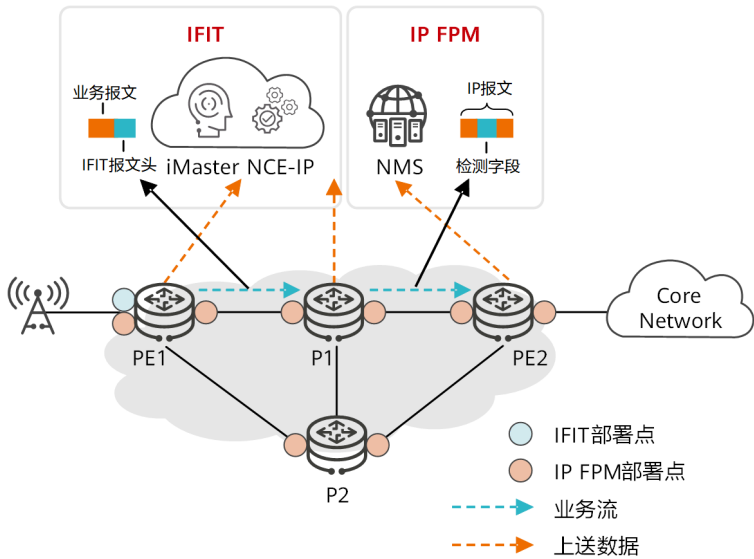 IFIT
IP FPM
业务报文
IP报文
IFIT报文头
iMaster NCE-IP
NMS
检测字段
Core
Network
PE1
P1
PE2
P2
IFIT部署点
IP FPM部署点
业务流
上送数据